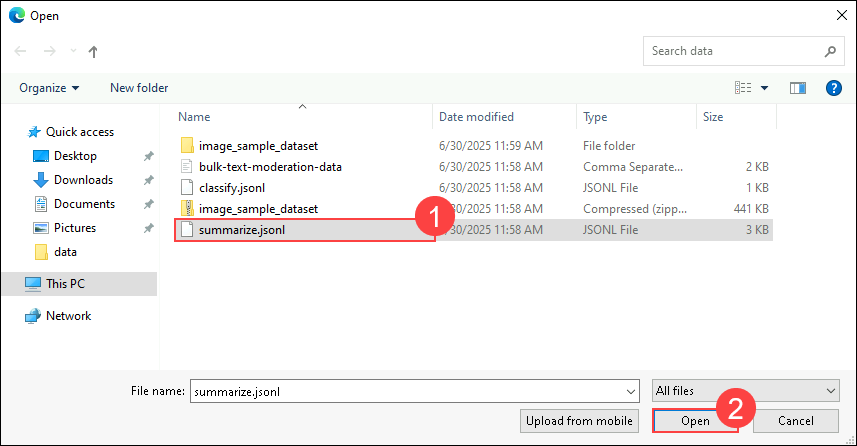 Open
Search data
Organize New folder
Name Date modified Type Size
Quick access
Desktop
Downloads
Documents
Pictures
data
This PC
Network
image_sample_dataset 6/30/2025 11:59 AM File folder
bulk-text-moderation-data 6/30/2025 11:58 AM Comma Separate... 2 KB
classify.jsonl 6/30/2025 11:58 AM JSONL File 1 KB
image_sample_dataset 6/30/2025 11:58 AM Compressed (zipp... 441 KB
summarize.jsonl 1 /30/2025 11:58 AM JSONL File 3 KB
File name: summarize.jsonl All files
Upload from mobile Open 2 Cancel